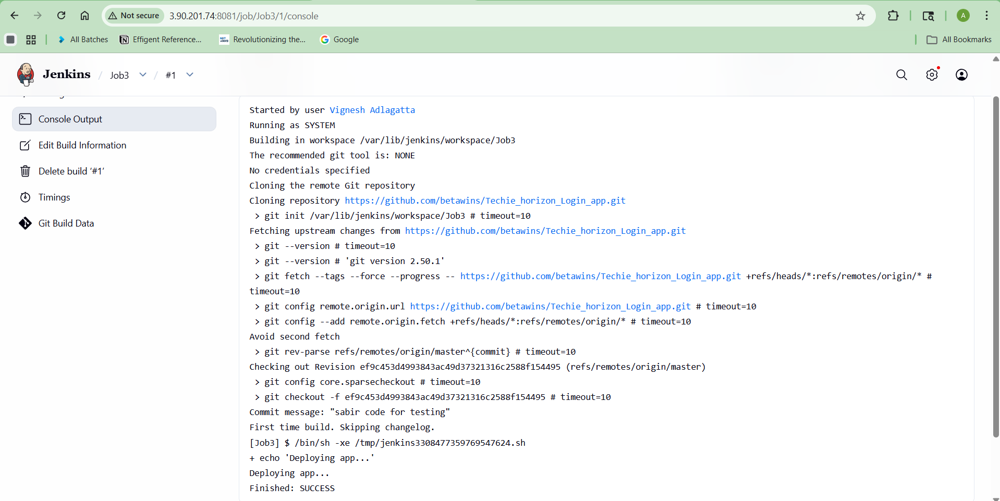 Not secure 3.90.201.74:8081/job/Job3/1/console A
All Batches Effigent Reference... NXT WAVE Revolutionizing the... Google All Bookmarks
Jenkins / Job3 / #1
Console Output
Edit Build Information
Delete build ‘#1’
Timings
Git Build Data
Started by user Vignesh Adlagatta
Running as SYSTEM
Building in workspace /var/lib/jenkins/workspace/Job3
The recommended git tool is: NONE
No credentials specified
Cloning the remote Git repository
Cloning repository https://github.com/betawins/Techie_horizon_Login_app.git
 > git init /var/lib/jenkins/workspace/Job3 # timeout=10
Fetching upstream changes from https://github.com/betawins/Techie_horizon_Login_app.git
 > git --version # timeout=10
 > git --version # 'git version 2.50.1'
 > git fetch --tags --force --progress -- https://github.com/betawins/Techie_horizon_Login_app.git +refs/heads/*:refs/remotes/origin/* #
timeout=10
 > git config remote.origin.url https://github.com/betawins/Techie_horizon_Login_app.git # timeout=10
 > git config --add remote.origin.fetch +refs/heads/*:refs/remotes/origin/* # timeout=10
Avoid second fetch
 > git rev-parse refs/remotes/origin/master^{commit} # timeout=10
Checking out Revision ef9c453d4993843ac49d37321316c2588f154495 (refs/remotes/origin/master)
 > git config core.sparsecheckout # timeout=10
 > git checkout -f ef9c453d4993843ac49d37321316c2588f154495 # timeout=10
Commit message: "sabir code for testing"
First time build. Skipping changelog.
[Job3] $ /bin/sh -xe /tmp/jenkins3308477359769547624.sh
+ echo 'Deploying app...'
Deploying app...
Finished: SUCCESS